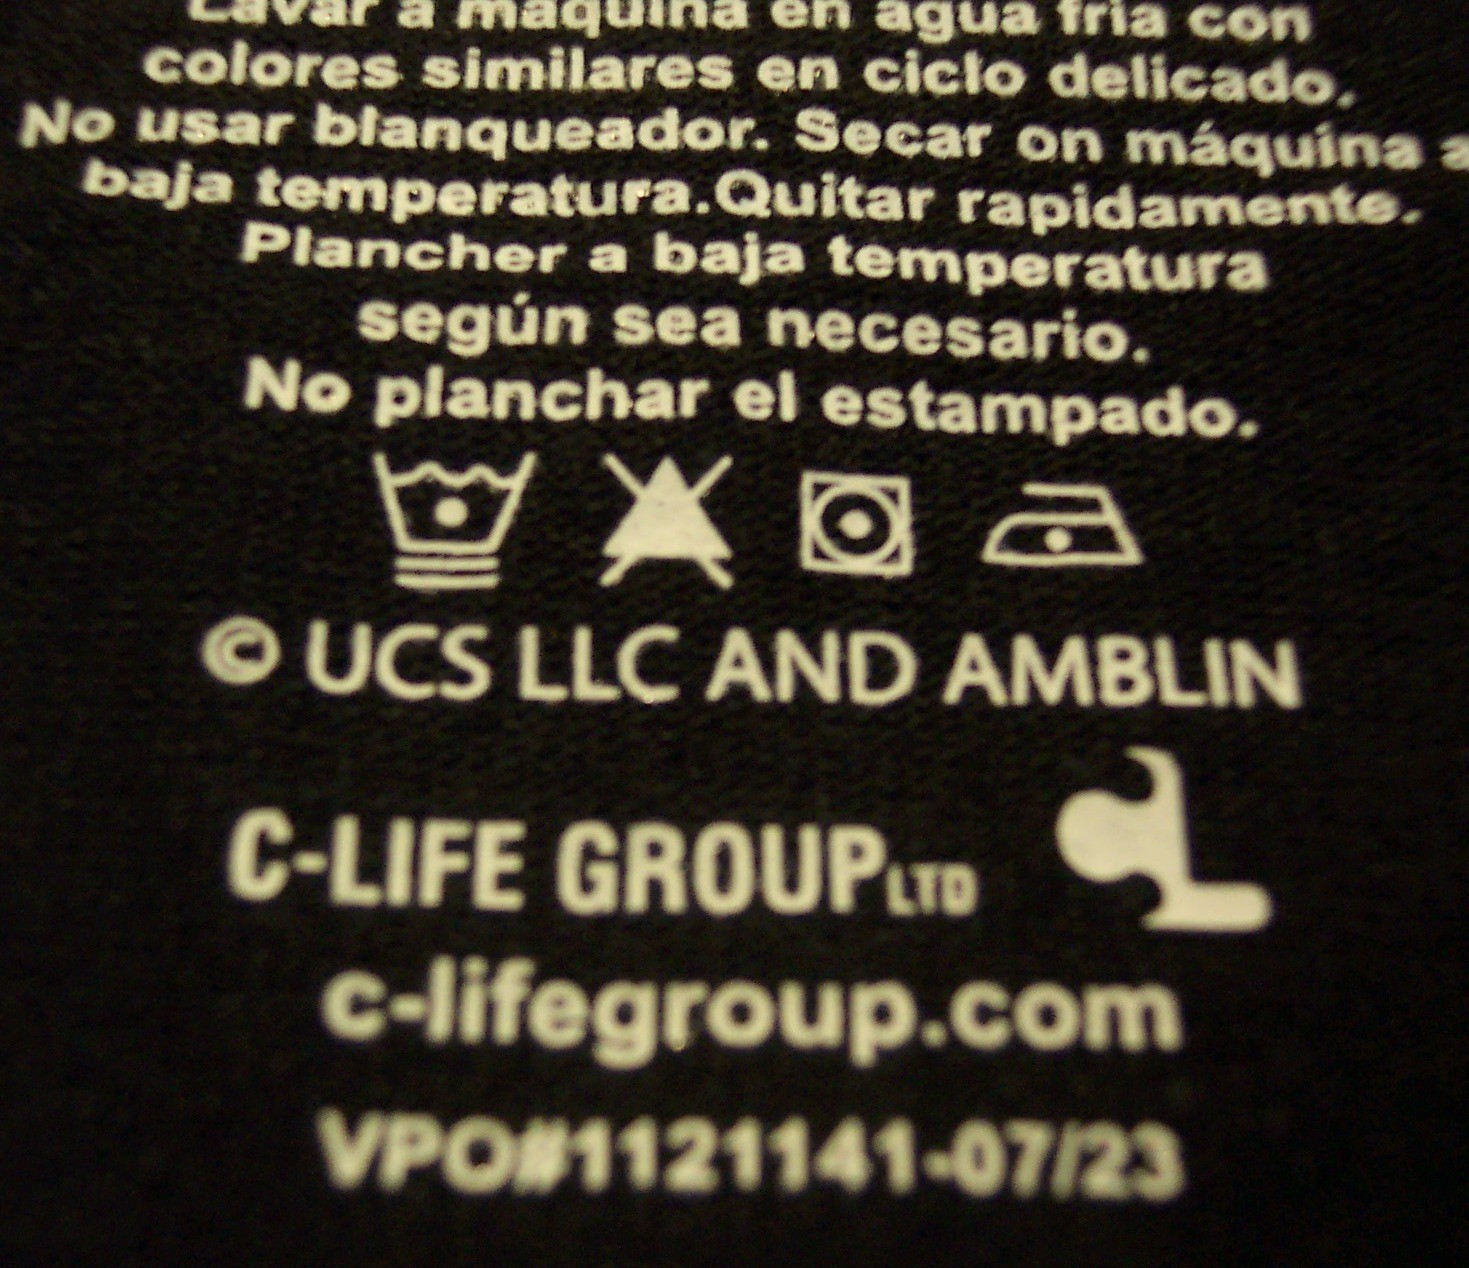 Lavar a máquina en agua fría con
colores similares en ciclo delicado.
No usar blanqueador. Secar on máquina a
baja temperatura.Quitar rapidamente.
Plancher a baja temperatura
según sea necesario.
No planchar el estampado.
© UCS LLC AND AMBLIN
C-LIFE GROUP LTD
c-lifegroup.com
VPO#1121141-07/23